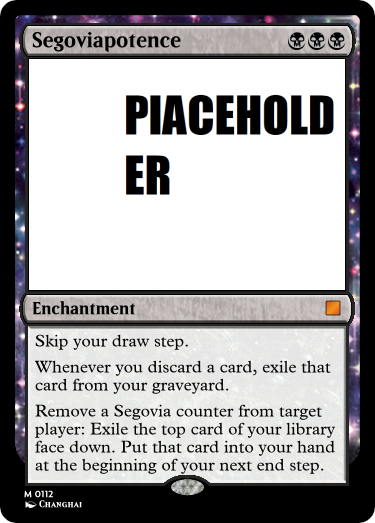 Segoviapotence
PIACEHOLD
ER
Enchantment
Skip your draw step.
Whenever you discard a card, exile that
card from your graveyard.
Remove a Segovia counter from target
player: Exile the top card of your library
face down. Put that card into your hand
at the beginning of your next end step.
M 0112
CHANGHAI